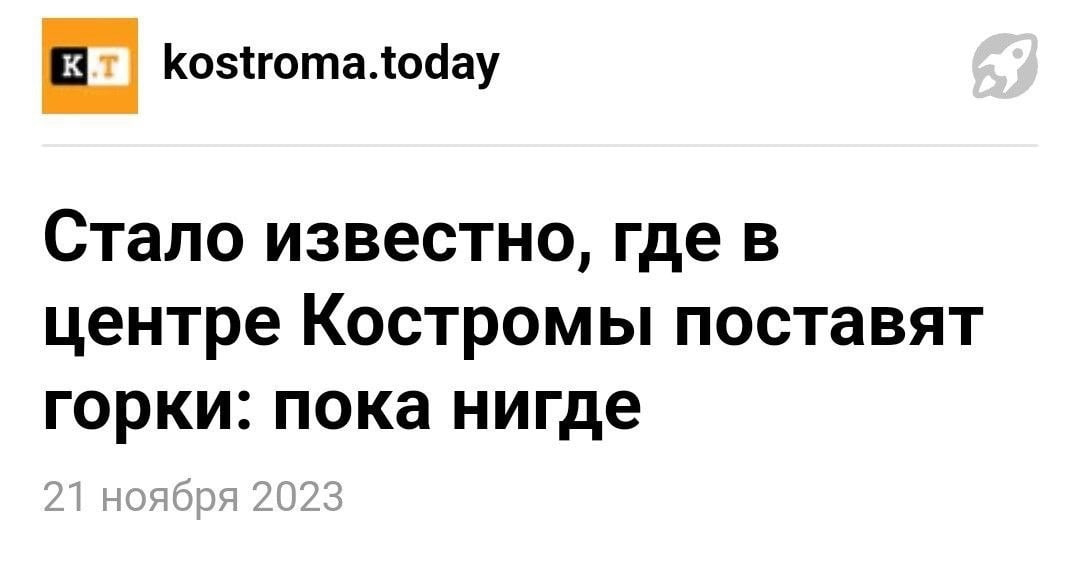 К.Т kostroma.today
Стало известно, где в
центре Костромы поставят
горки: пока нигде
21 ноября 2023